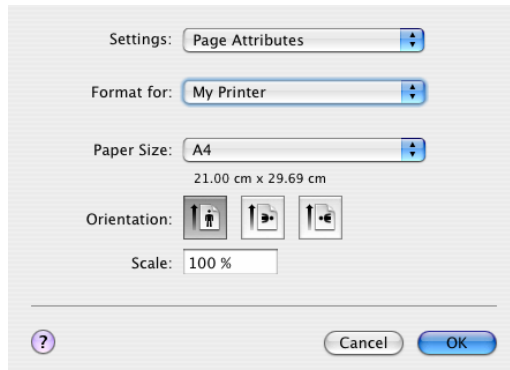 Settings: Page Attributes
Format for: My Printer
Paper Size: A4
21.00 cm x 29.69 cm
Orientation:
Scale: 100 %
? Cancel OK